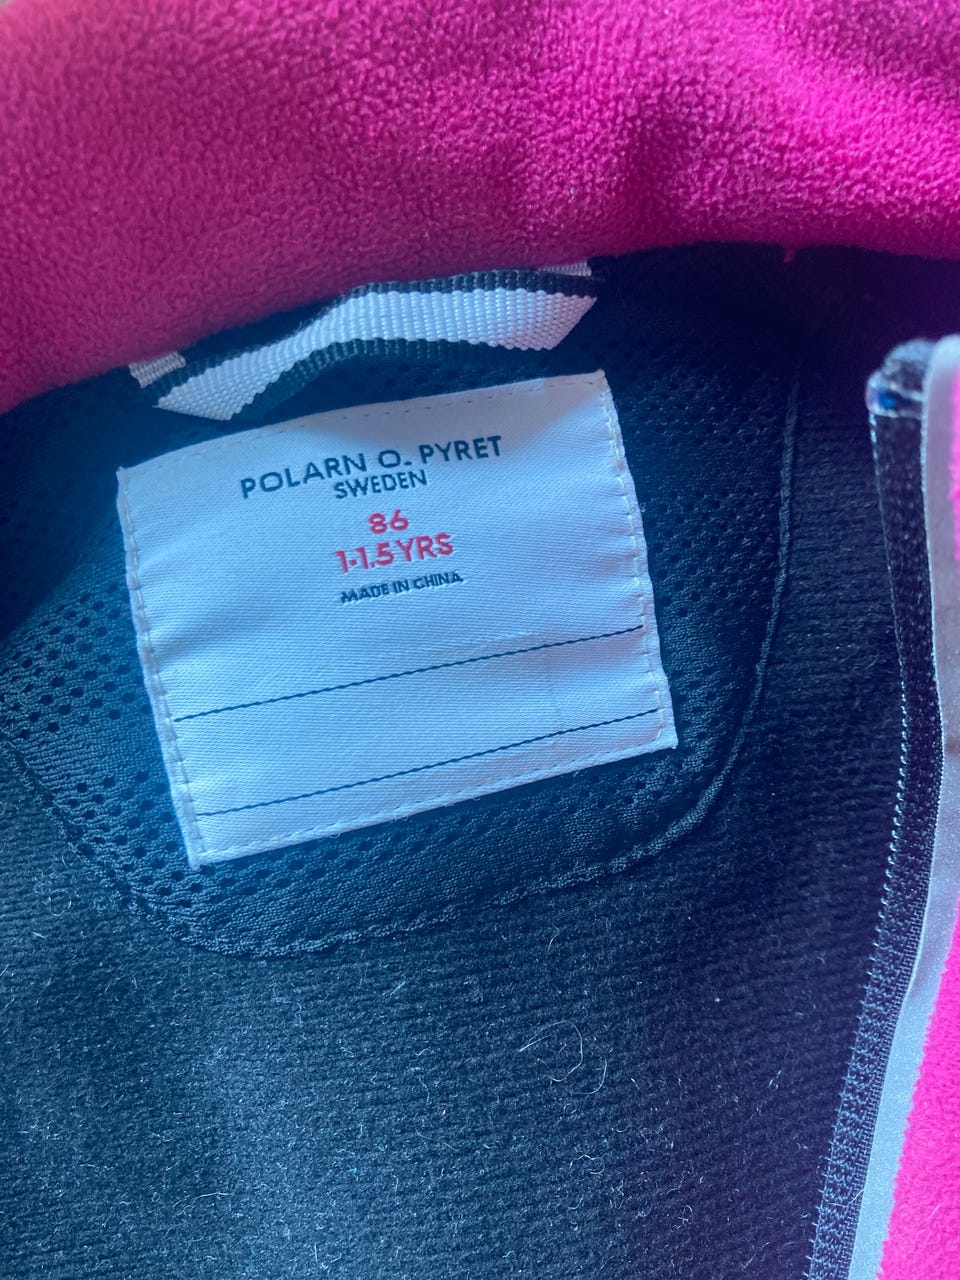 POLARN O. PYRET
SWEDEN
86
1-1.5 YRS
MADE IN CHINA